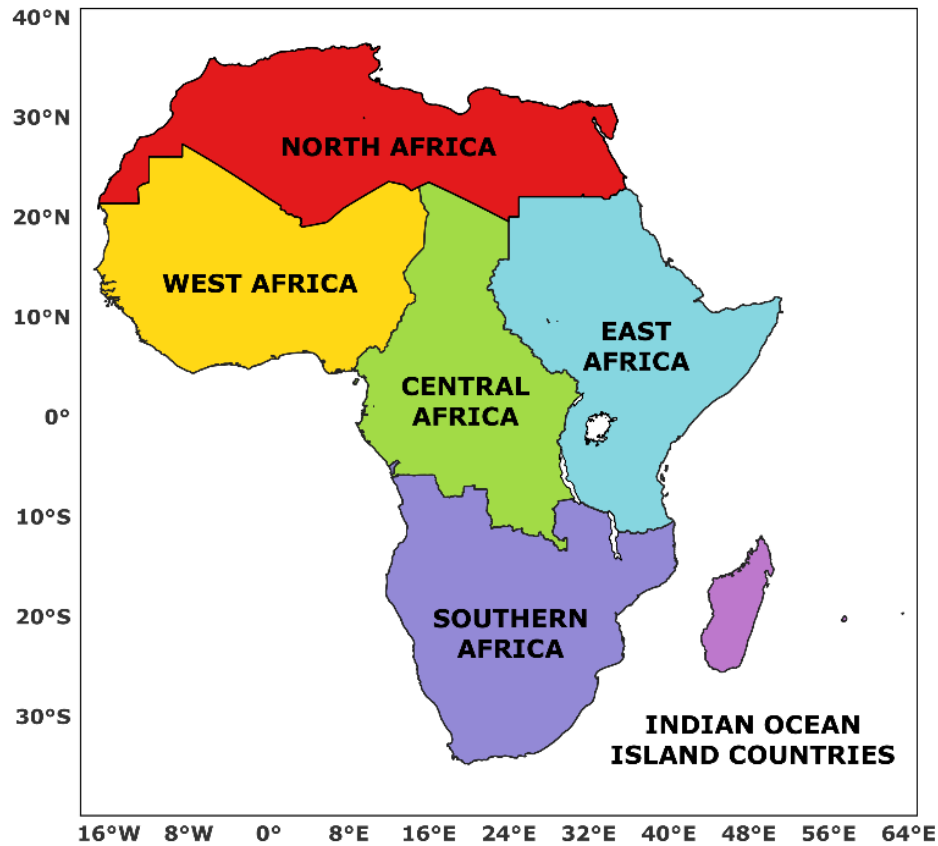 40°N
30°N
NORTH AFRICA
20°N
WEST AFRICA
10°N
EAST
AFRICA
CENTRAL
AFRICA
0°
10°S
20°S
SOUTHERN
AFRICA
30°S
INDIAN OCEAN
ISLAND COUNTRIES
16°W 8°W 0° 8°E 16°E 24°E 32°E 40°E 48°E 56°E 64°E